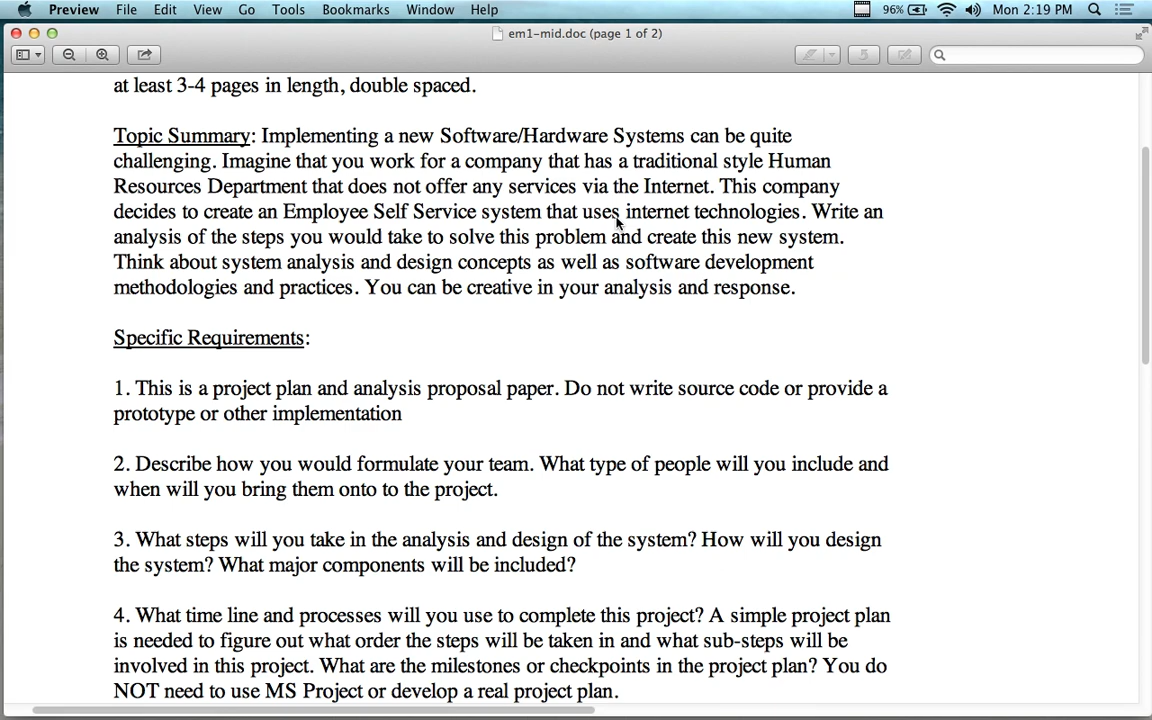 Preview File Edit View Go Tools Bookmarks Window Help 96% Mon 2:19 PM
em1-mid.doc (page 1 of 2)
at least 3-4 pages in length, double spaced.
Topic Summary: Implementing a new Software/Hardware Systems can be quite
challenging. Imagine that you work for a company that has a traditional style Human
Resources Department that does not offer any services via the Internet. This company
decides to create an Employee Self Service system that uses internet technologies. Write an
analysis of the steps you would take to solve this problem and create this new system.
Think about system analysis and design concepts as well as software development
methodologies and practices. You can be creative in your analysis and response.
Specific Requirements:
1. This is a project plan and analysis proposal paper. Do not write source code or provide a
prototype or other implementation
2. Describe how you would formulate your team. What type of people will you include and
when will you bring them onto to the project.
3. What steps will you take in the analysis and design of the system? How will you design
the system? What major components will be included?
4. What time line and processes will you use to complete this project? A simple project plan
is needed to figure out what order the steps will be taken in and what sub-steps will be
involved in this project. What are the milestones or checkpoints in the project plan? You do
NOT need to use MS Project or develop a real project plan.